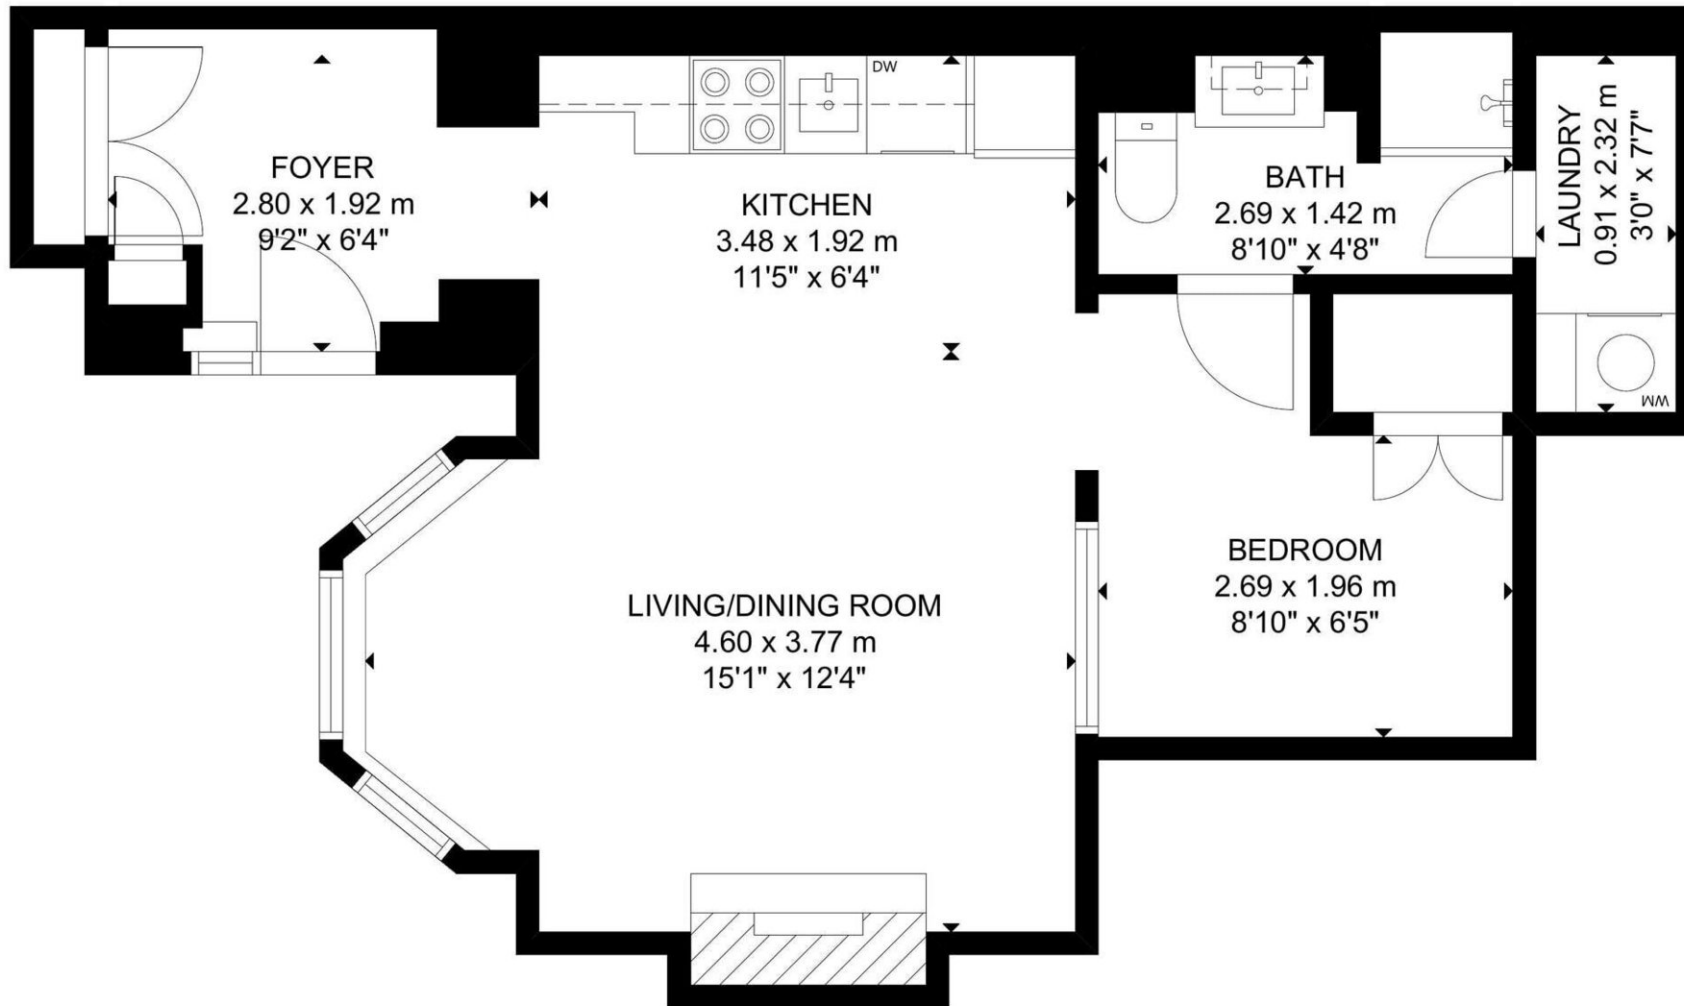 FOYER
2.80 x 1.92 m
9'2" x 6'4"
DW
KITCHEN
3.48 x 1.92 m
11'5" x 6'4"
BATH
2.69 x 1.42 m
8'10" x 4'8"
LAUNDRY
0.91 x 2.32 m
3'0" x 7'7"
WM
LIVING/DINING ROOM
4.60 x 3.77 m
15'1" x 12'4"
BEDROOM
2.69 x 1.96 m
8'10" x 6'5"